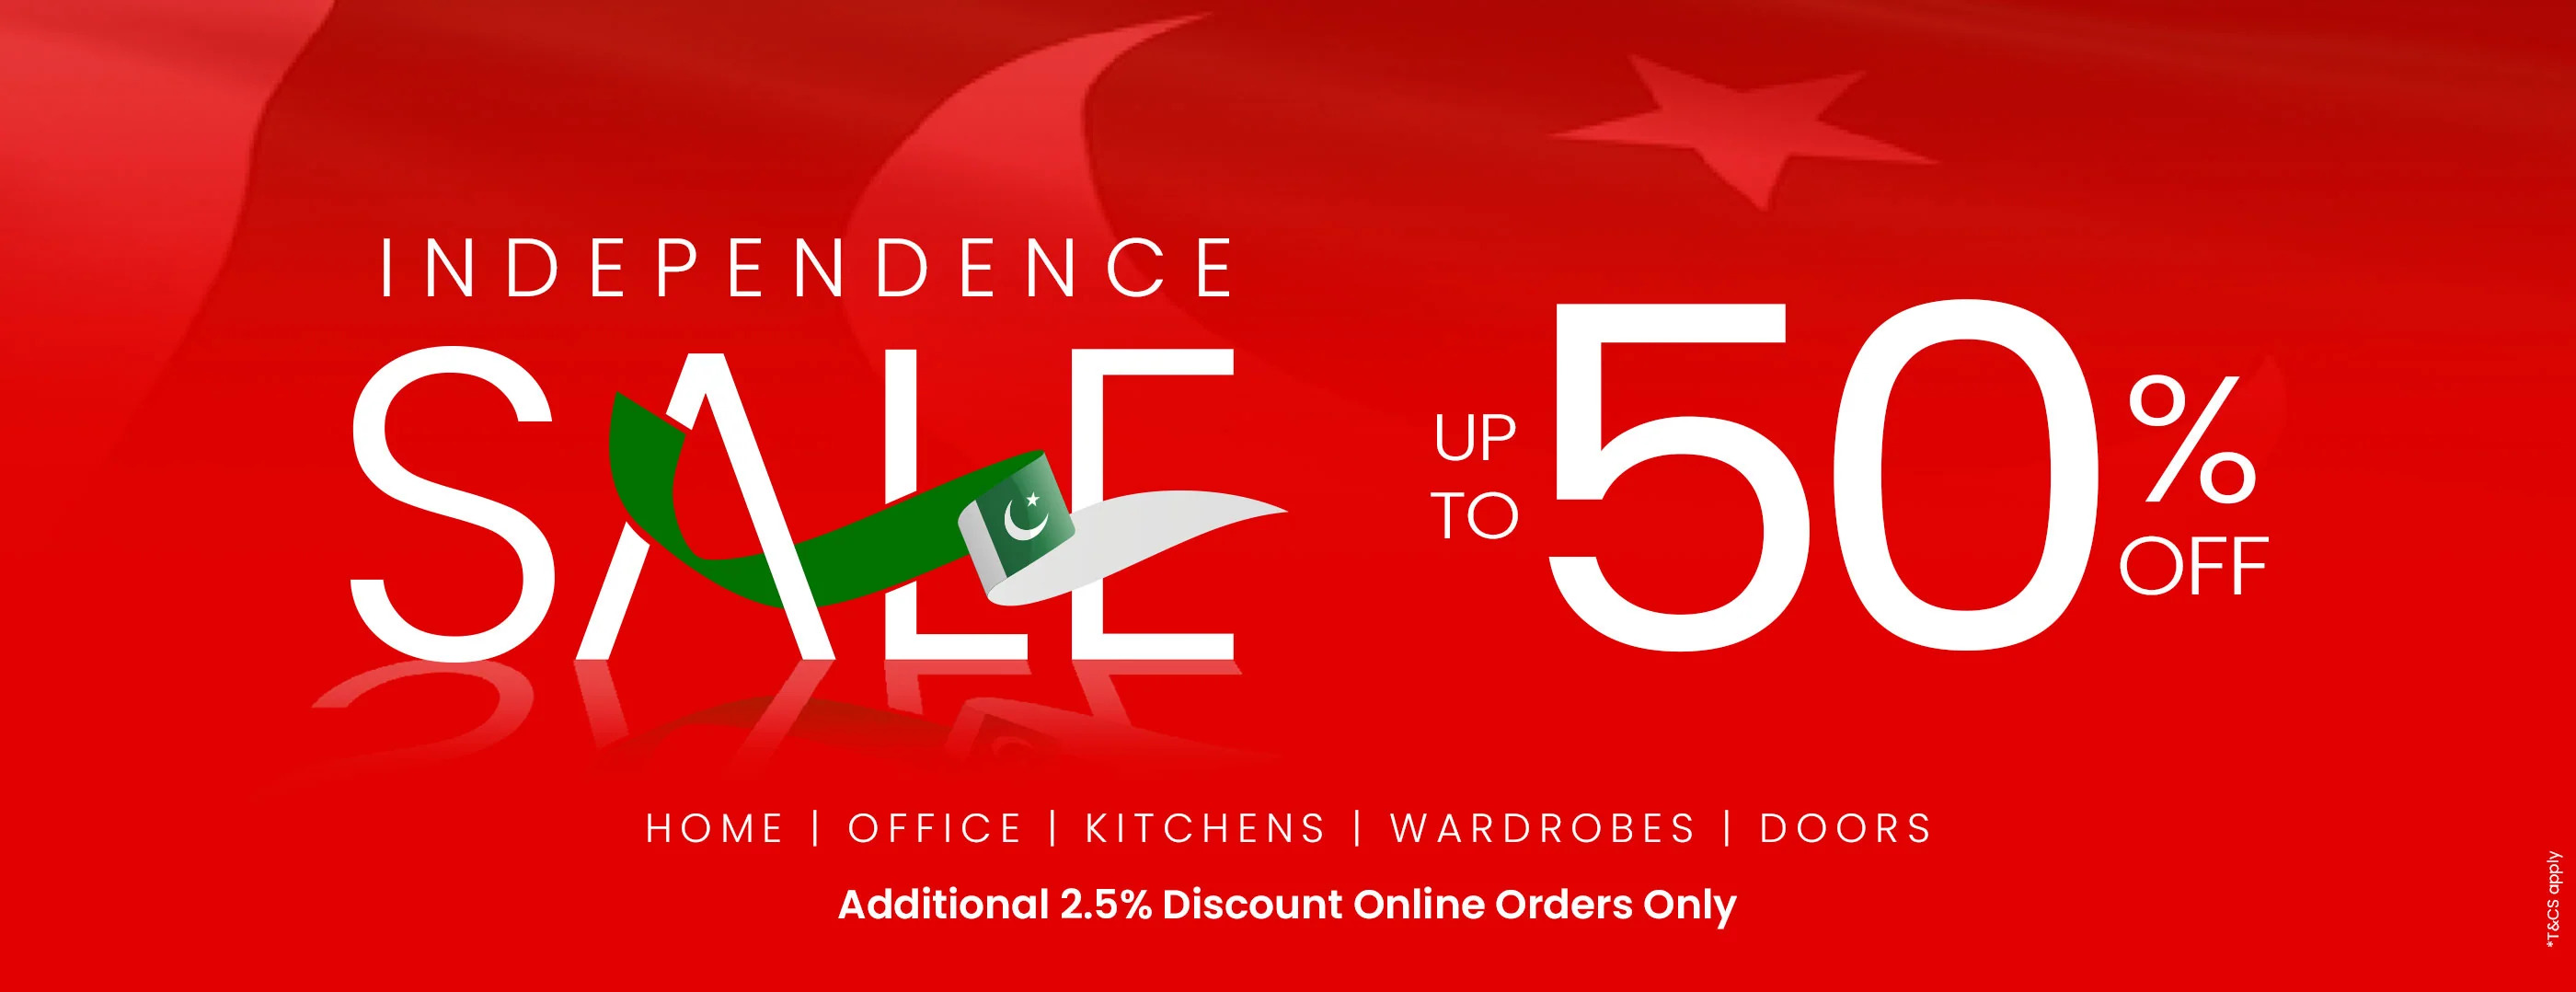 INDEPENDENCE
SALE
UP TO 50% OFF
HOME | OFFICE | KITCHENS | WARDROBES | DOORS
Additional 2.5% Discount Online Orders Only
*T&CS apply